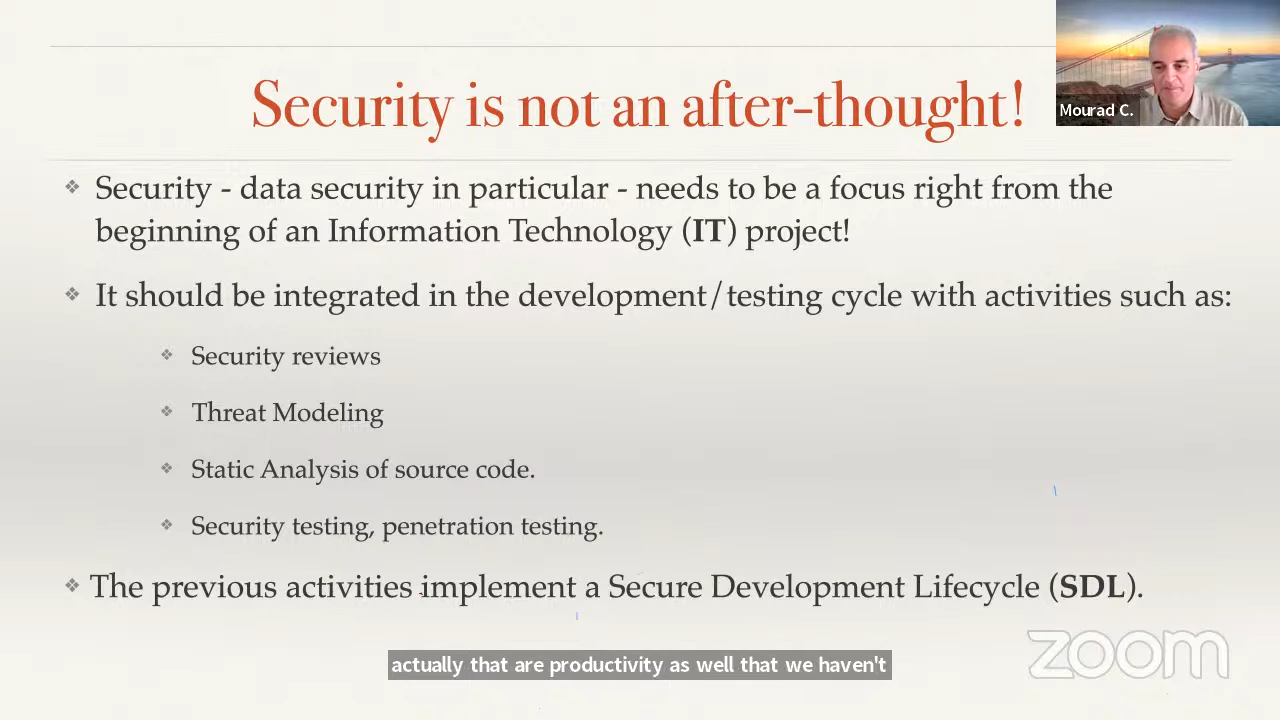 Security is not an after-thought!
Mourad C.
❖ Security - data security in particular - needs to be a focus right from the
beginning of an Information Technology (IT) project!
❖ It should be integrated in the development/testing cycle with activities such as:
❖ Security reviews
❖ Threat Modeling
❖ Static Analysis of source code.
❖ Security testing, penetration testing.
❖ The previous activities implement a Secure Development Lifecycle (SDL).
zoom
actually that are productivity as well that we haven't